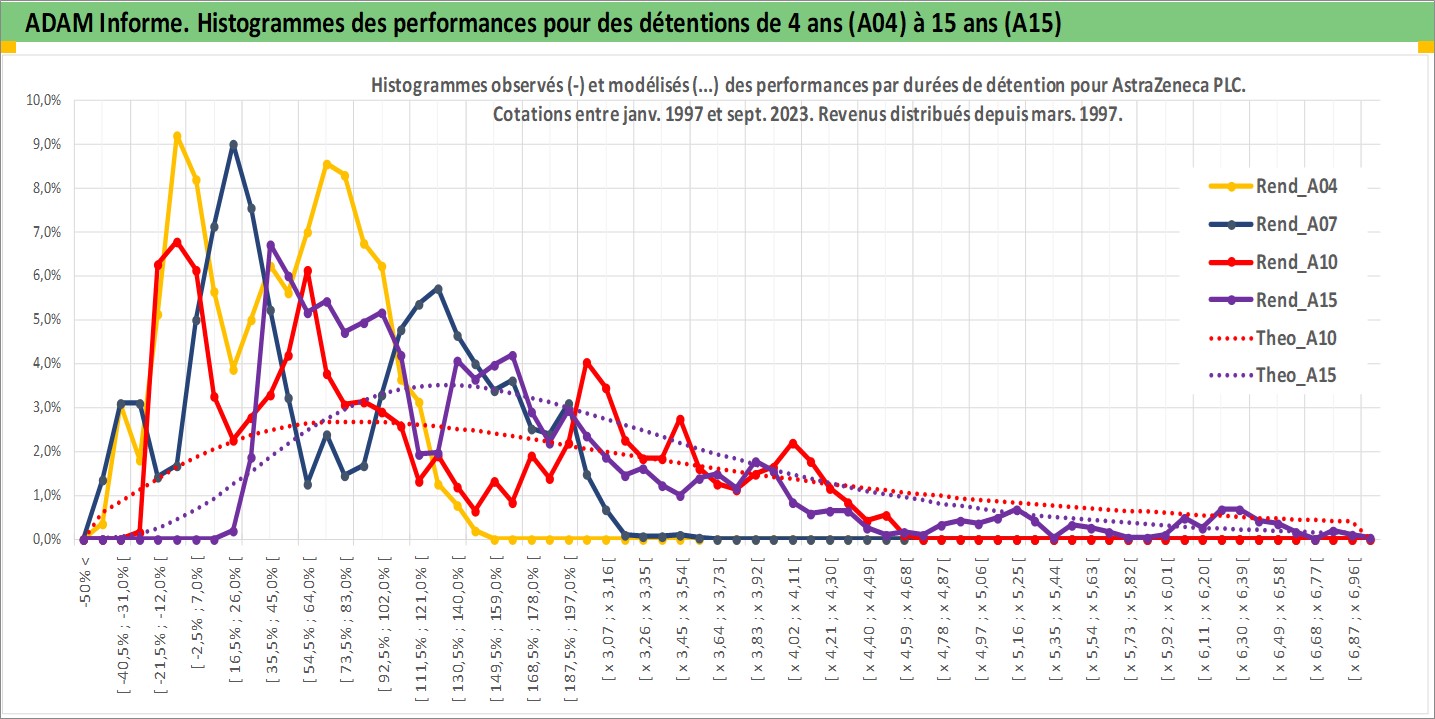 ADAM Informe. Histogrammes des performances pour des détentions de 4 ans (A04) à 15 ans (A15)
Histogrammes observés (-) et modélisés (...) des performances par durées de détention pour AstraZeneca PLC.
Cotations entre janv. 1997 et sept. 2023. Revenus distribués depuis mars. 1997.
10,0%
9,0%
8,0%
7,0%
6,0%
5,0%
4,0%
3,0%
2,0%
1,0%
0,0%
Rend_A04
Rend_A07
Rend_A10
Rend_A15
Theo_A10
Theo_A15
-50% <
[ -40,5% ; -31,0% [
[ -21,5% ; -12,0% [
[ -2,5% ; 7,0% [
[ 16,5% ; 26,0% [
[ 35,5% ; 45,0% [
[ 54,5% ; 64,0% [
[ 73,5% ; 83,0% [
[ 92,5% ; 102,0% [
[ 111,5% ; 121,0% [
[ 130,5% ; 140,0% [
[ 149,5% ; 159,0% [
[ 168,5% ; 178,0% [
[ 187,5% ; 197,0% [
[ x 3,07 ; x 3,16 [
[ x 3,26 ; x 3,35 [
[ x 3,45 ; x 3,54 [
[ x 3,64 ; x 3,73 [
[ x 3,83 ; x 3,92 [
[ x 4,02 ; x 4,11 [
[ x 4,21 ; x 4,30 [
[ x 4,40 ; x 4,49 [
[ x 4,59 ; x 4,68 [
[ x 4,78 ; x 4,87 [
[ x 4,97 ; x 5,06 [
[ x 5,16 ; x 5,25 [
[ x 5,35 ; x 5,44 [
[ x 5,54 ; x 5,63 [
[ x 5,73 ; x 5,82 [
[ x 5,92 ; x 6,01 [
[ x 6,11 ; x 6,20 [
[ x 6,30 ; x 6,39 [
[ x 6,49 ; x 6,58 [
[ x 6,68 ; x 6,77 [
[ x 6,87 ; x 6,96 [